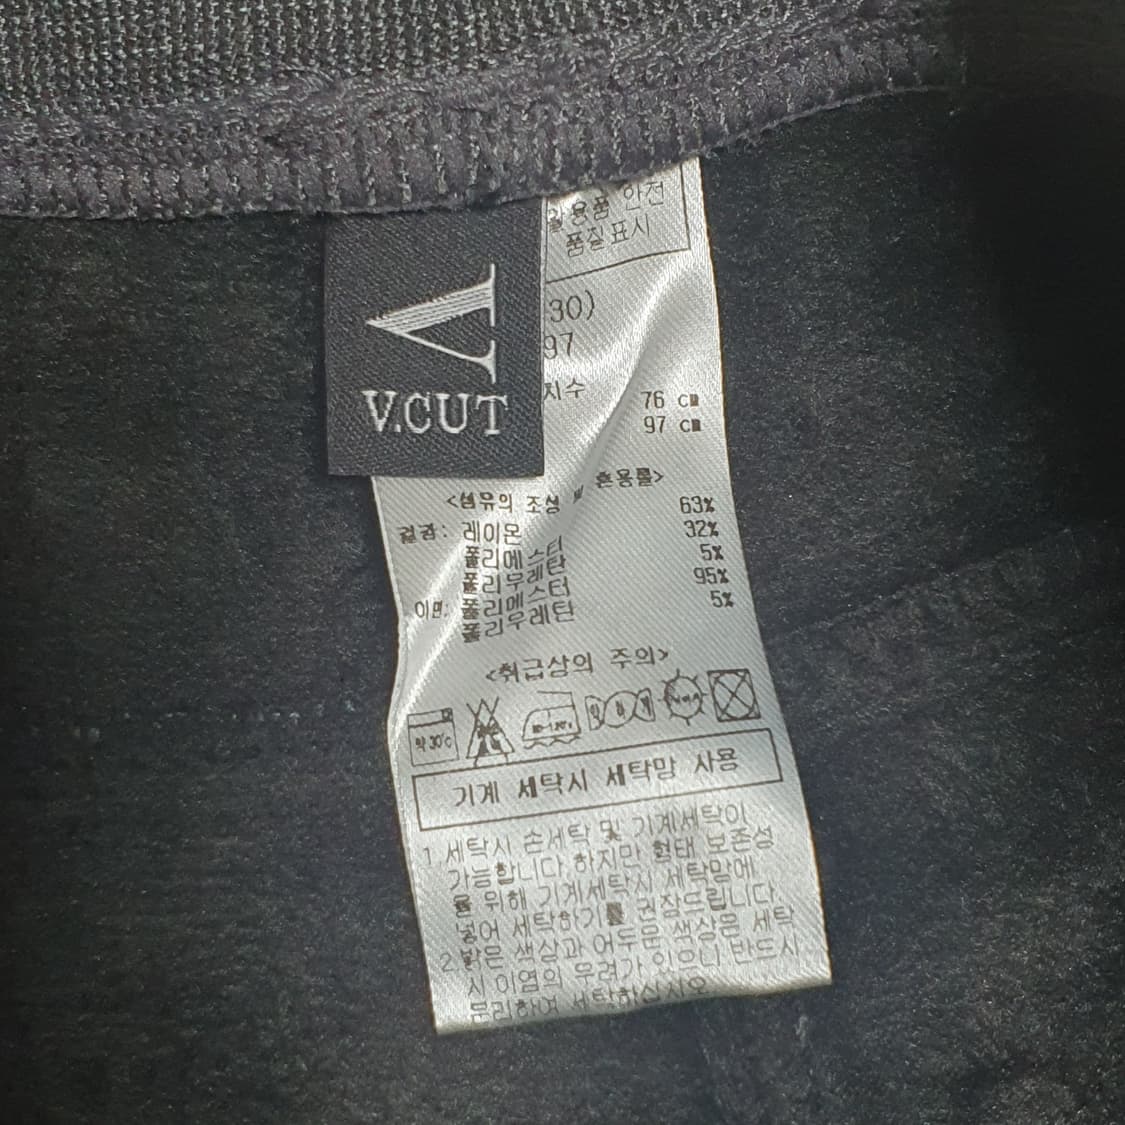 용품 안전
품질표시
V.CUT
30)
97
치수
76 cm
97 cm
<섬유의 조성 및 혼용률>
겉감: 레이온 63%
폴리에스터 32%
폴리우레탄 5%
이면: 폴리에스터 95%
폴리우레탄 5%
<취급상의 주의>
약 30℃
약하게
기계 세탁시 세탁망 사용
1. 세탁시 손세탁 및 기계세탁이
가능합니다 하지만 형태 보존성
을 위해 기계세탁시 세탁망에
넣어 세탁하기를 권장드립니다.
2. 밝은 색상과 어두운 색상은 세탁
시 이염의 우려가 있으니 반드시
분리하여 세탁하십시오